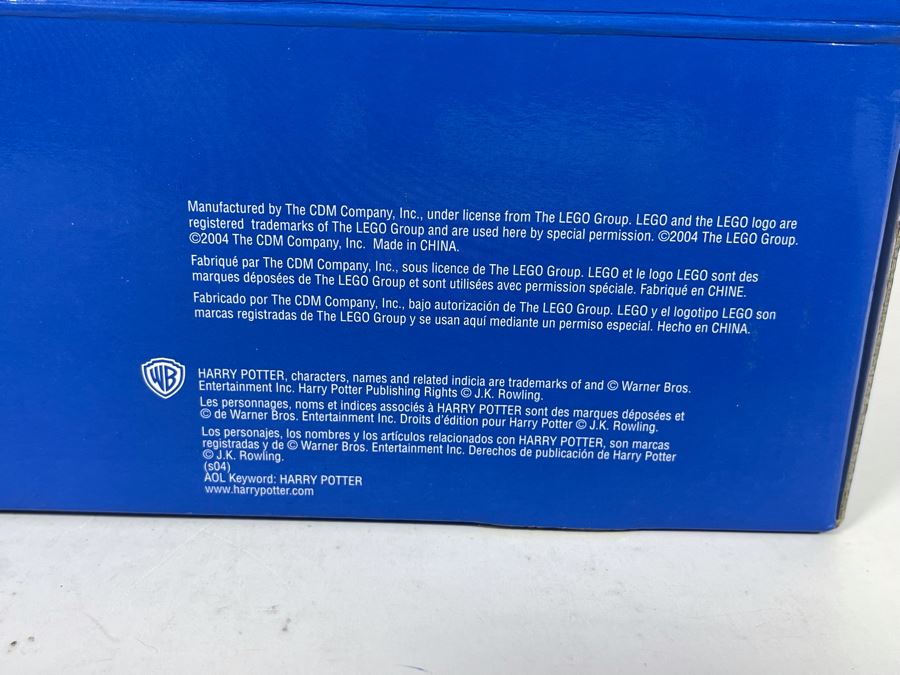 Manufactured by The CDM Company, Inc., under license from The LEGO Group. LEGO and the LEGO logo are
registered trademarks of The LEGO Group and are used here by special permission. ©2004 The LEGO Group.
©2004 The CDM Company, Inc. Made in CHINA.
Fabriqué par The CDM Company, Inc., sous licence de The LEGO Group. LEGO et le logo LEGO sont des
marques déposées de The LEGO Group et sont utilisées avec permission spéciale. Fabriqué en CHINE.
Fabricado por The CDM Company, Inc., bajo autorización de The LEGO Group. LEGO y el logotipo LEGO son
marcas registradas de The LEGO Group y se usan aquí mediante un permiso especial. Hecho en CHINA.
WB
HARRY POTTER, characters, names and related indicia are trademarks of and © Warner Bros.
Entertainment Inc. Harry Potter Publishing Rights © J.K. Rowling.
Les personnages, noms et indices associés à HARRY POTTER sont des marques déposées et
© de Warner Bros. Entertainment Inc. Droits d'édition pour Harry Potter © J.K. Rowling.
Los personajes, los nombres y los artículos relacionados con HARRY POTTER, son marcas
registradas y de © Warner Bros. Entertainment Inc. Derechos de publicación de Harry Potter
© J.K. Rowling.
(s04)
AOL Keyword: HARRY POTTER
www.harrypotter.com